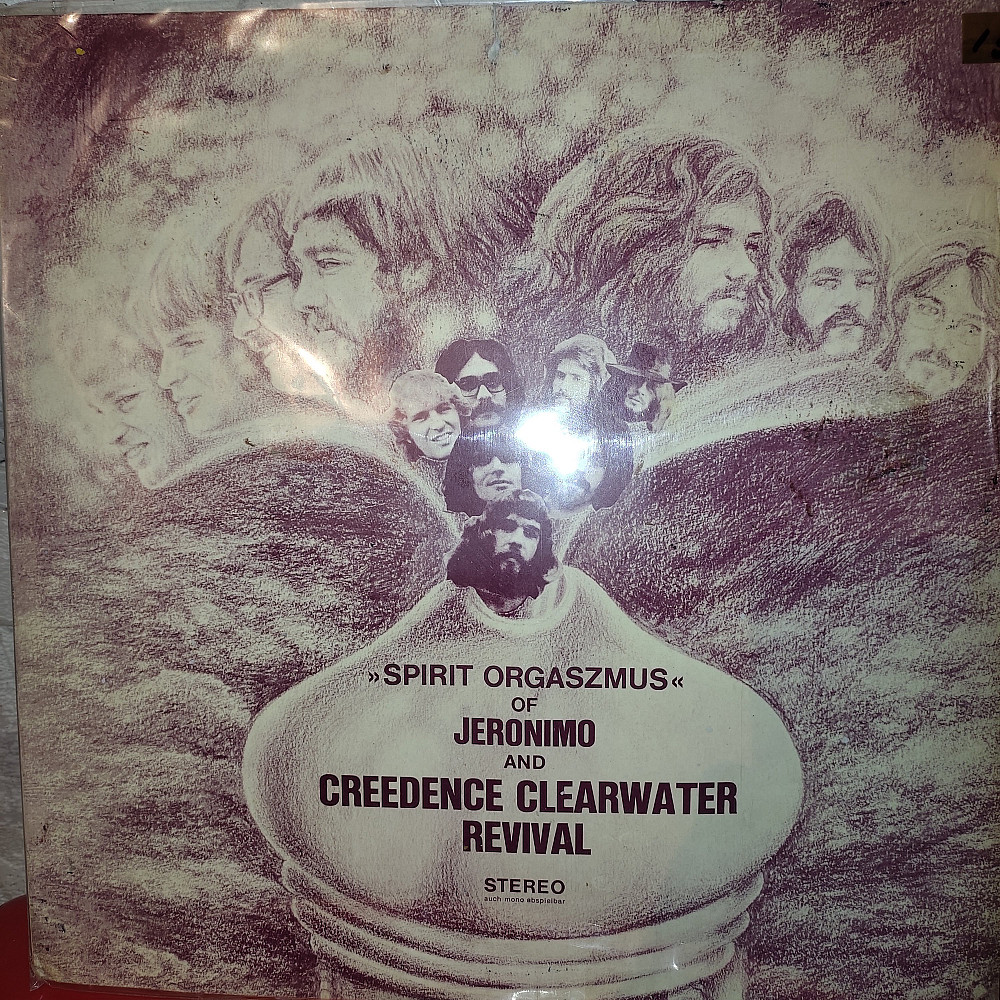 »SPIRIT ORGASZMUS«
OF
JERONIMO
AND
CREEDENCE CLEARWATER
REVIVAL
STEREO
auch mono abspielbar